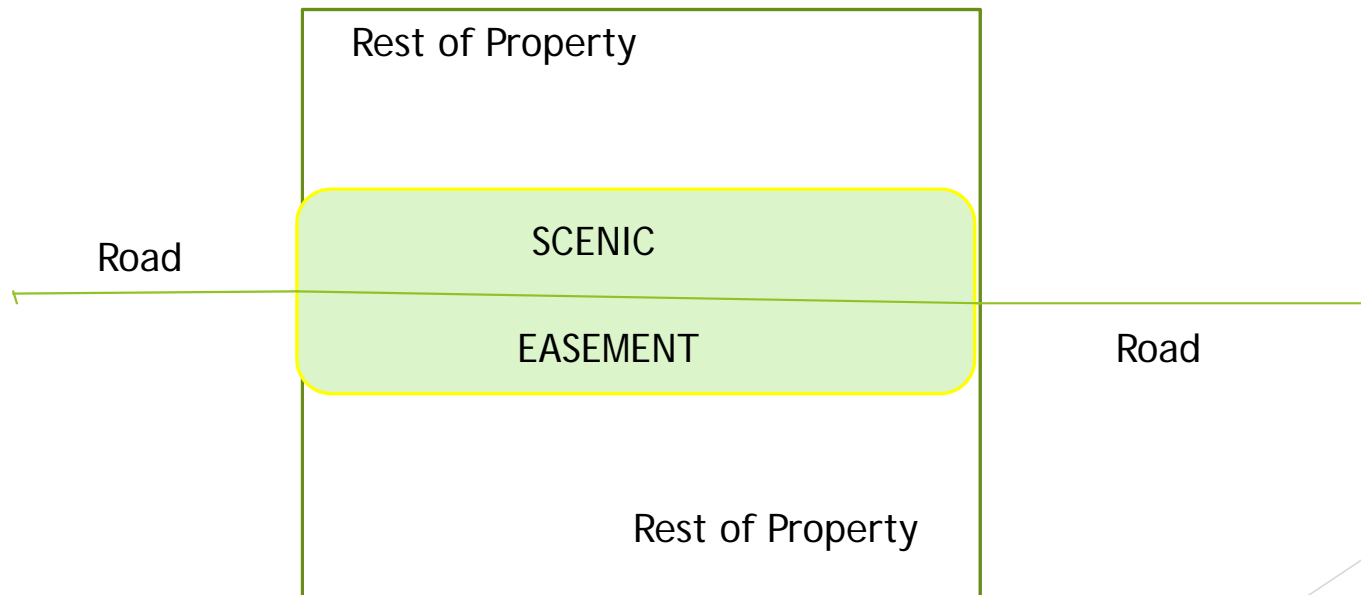 Rest of Property
SCENIC
Road
EASEMENT
Road
Rest of Property